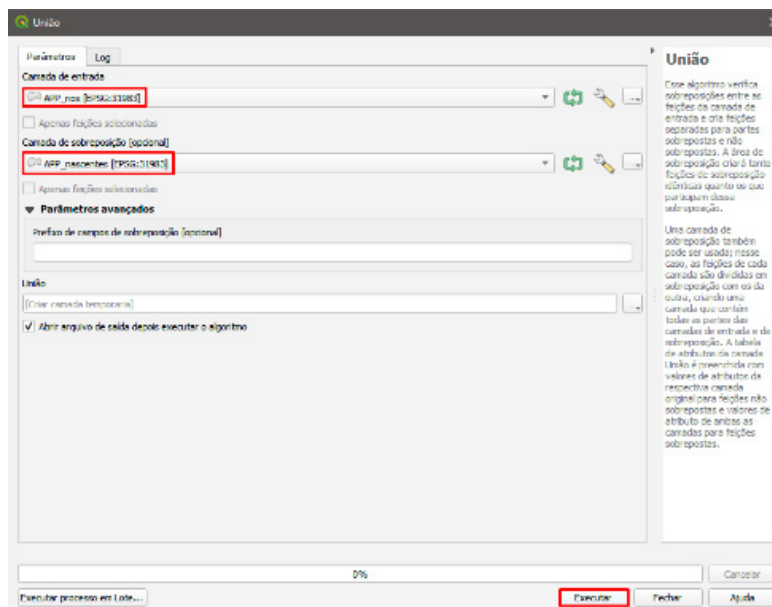 União
Parâmetros Log
Camada de entrada
APP_rios [EPSG:31983]
Apenas feições selecionadas
Camada de sobreposição [opcional]
APP_nascentes [EPSG:31983]
Apenas feições selecionadas
Parâmetros avançados
Prefixo de campos de sobreposição [opcional]
União
[Criar camada temporária]
Abrir arquivo de saída depois executar o algoritmo
União
Esse algoritmo verifica
sobreposições entre as
feições da camada de
entrada e cria feições
separadas para partes
sobrepostas e não
sobrepostas. A área de
sobreposição criará tanto
feições de sobreposição
idênticas quanto os que
participam dessa
sobreposição.
Uma camada de
sobreposição também
pode ser usada; nesse
caso, as feições de cada
camada são divididas em
sobreposição com os da
outra, criando uma
camada que contém
todas as partes das
camadas de entrada e de
sobreposição. A tabela
de atributos da camada
União é preenchida com
valores de atributos da
respectiva camada
original para feições não
sobrepostas e valores de
atributo de ambas as
camadas para feições
sobrepostas.
0%
Cancelar
Executar processo em Lote...
Executar
Fechar
Ajuda